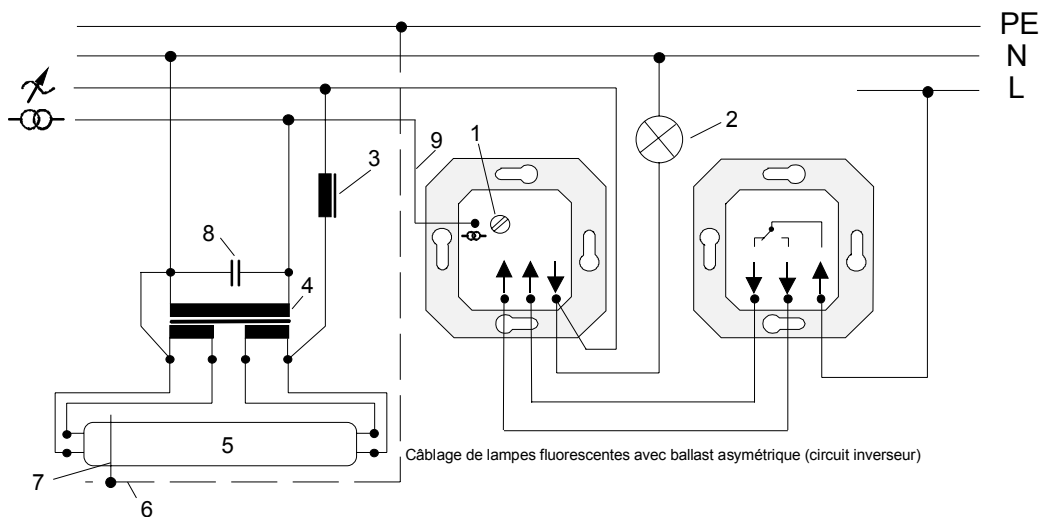 PE
N
L
1
2
9
3
8
4
5
Câblage de lampes fluorescentes avec ballast asymétrique (circuit inverseur)
7
6